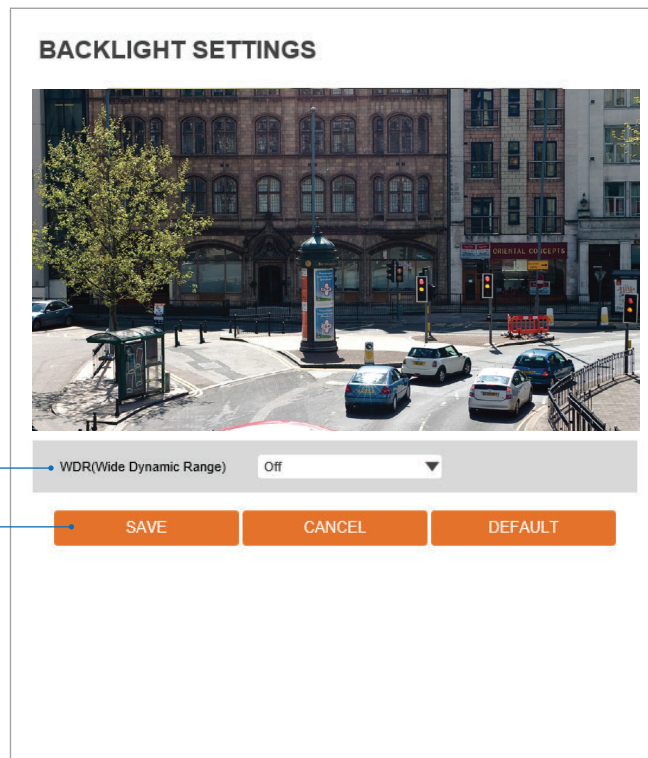 BACKLIGHT SETTINGS
ORIENTAL CONCEPTS
WDR(Wide Dynamic Range) Off
SAVE CANCEL DEFAULT